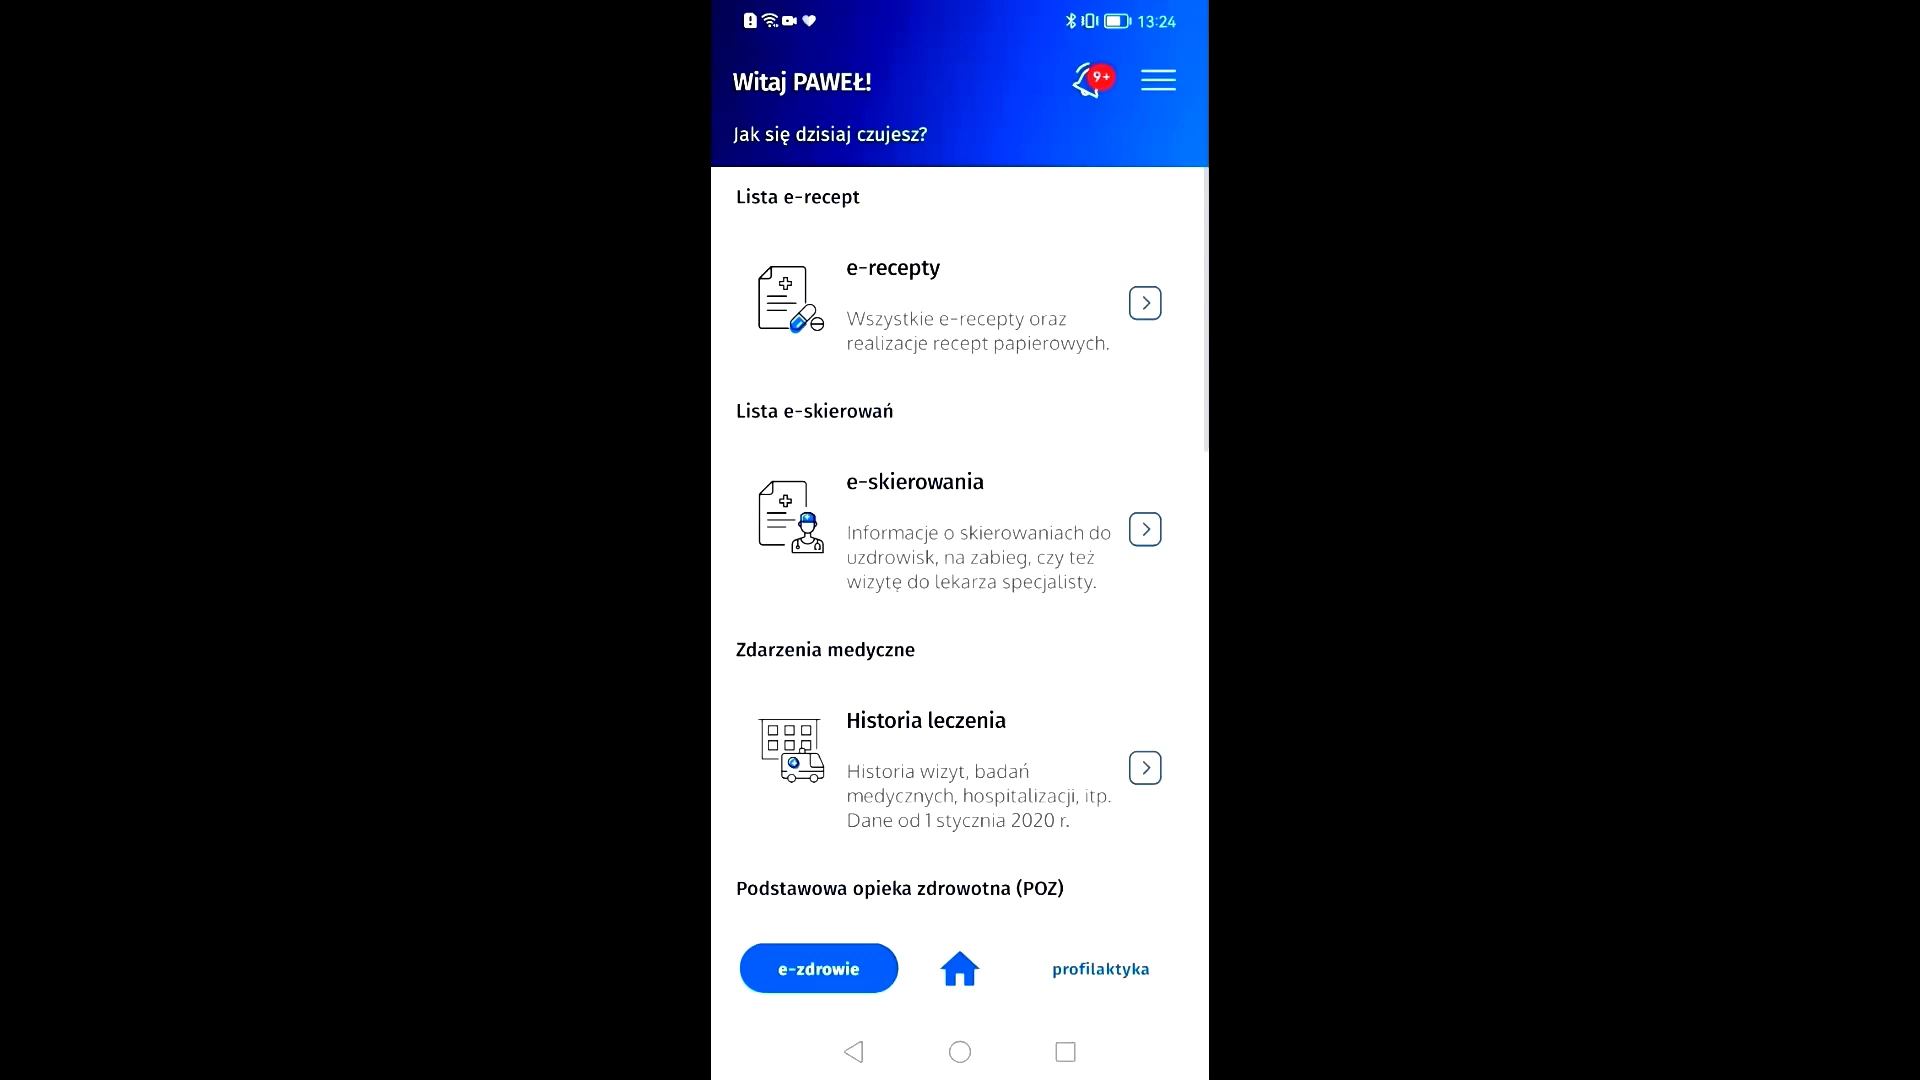 13:24
Witaj PAWEŁ!
9+
Jak się dzisiaj czujesz?
Lista e-recept
e-recepty
Wszystkie e-recepty oraz
realizacje recept papierowych.
Lista e-skierowań
e-skierowania
Informacje o skierowaniach do
uzdrowisk, na zabieg, czy też
wizytę do lekarza specjalisty.
Zdarzenia medyczne
Historia leczenia
Historia wizyt, badań
medycznych, hospitalizacji, itp.
Dane od 1 stycznia 2020 r.
Podstawowa opieka zdrowotna (POZ)
e-zdrowie
profilaktyka